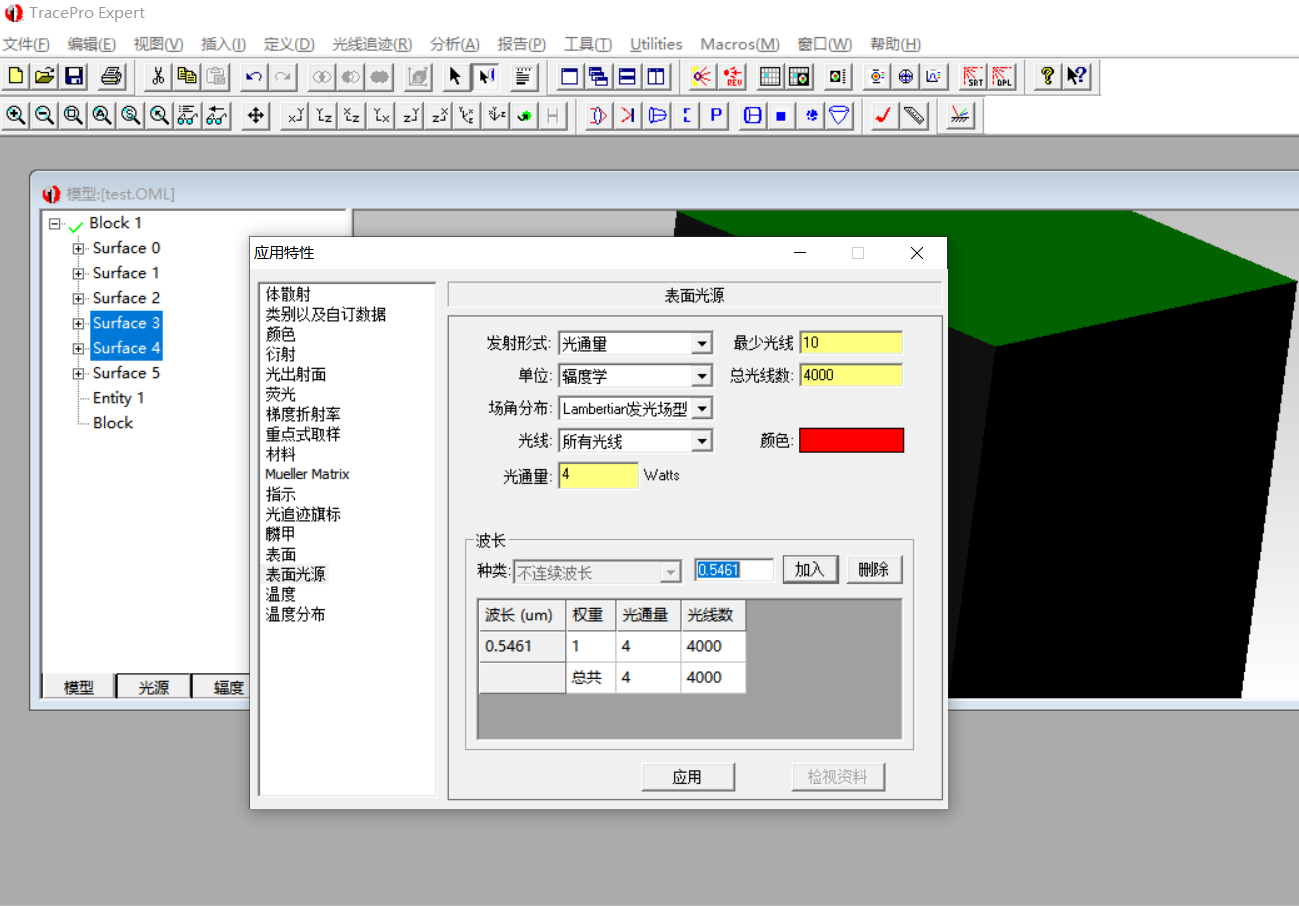 TracePro Expert
文件(F) 编辑(E) 视图(V) 插入(I) 定义(D) 光线追迹(R) 分析(A) 报告(P) 工具(T) Utilities Macros(M) 窗口(W) 帮助(H)
REV SRT DPL
模型:[test.OML]
Block 1
Surface 0
Surface 1
Surface 2
Surface 3
Surface 4
Surface 5
Entity 1
Block
模型 光源 辐度
应用特性
体散射
类别以及自订数据
颜色
衍射
光出射面
荧光
梯度折射率
重点式取样
材料
Mueller Matrix
指示
光追迹旗标
麟甲
表面
表面光源
温度
温度分布
表面光源
发射形式: 光通量 最少光线 10
单位: 辐度学 总光线数: 4000
场角分布: Lambertian发光场型
光线: 所有光线 颜色:
光通量: 4 Watts
波长
种类: 不连续波长 0.5461 加入 删除
波长 (um) 权重 光通量 光线数
0.5461 1 4 4000
总共 4 4000
应用 检视资料